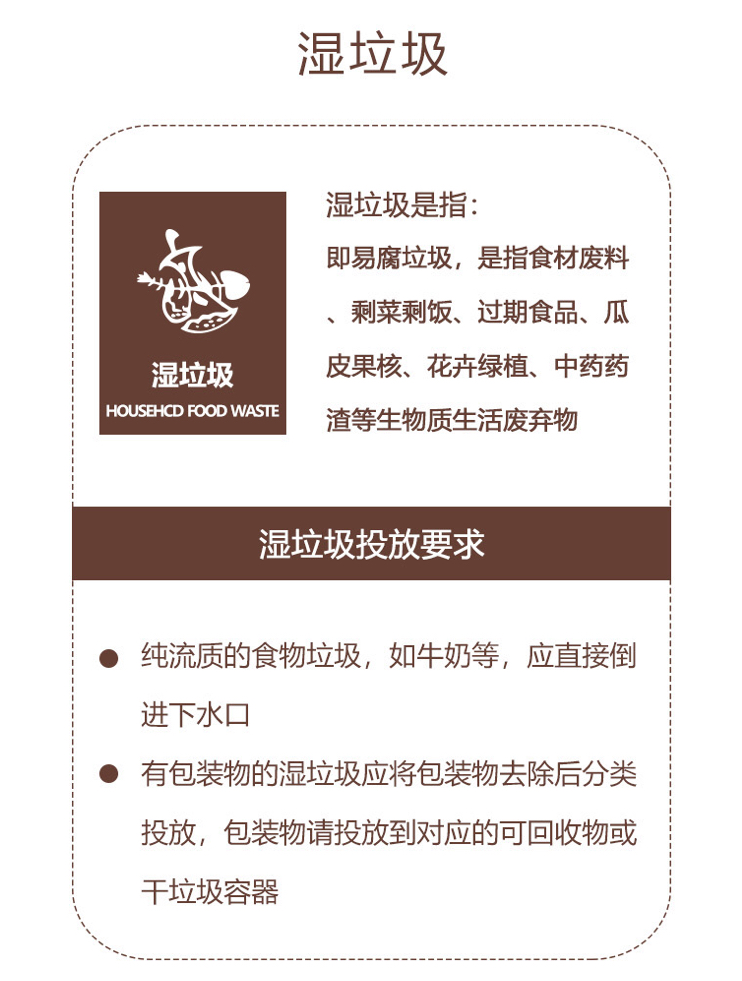 湿垃圾
湿垃圾
HOUSEHCD FOOD WASTE
湿垃圾是指：
即易腐垃圾，是指食材废料
、剩菜剩饭、过期食品、瓜
皮果核、花卉绿植、中药药
渣等生物质生活废弃物
湿垃圾投放要求
纯流质的食物垃圾，如牛奶等，应直接倒
进下水口
有包装物的湿垃圾应将包装物去除后分类
投放，包装物请投放到对应的可回收物或
干垃圾容器